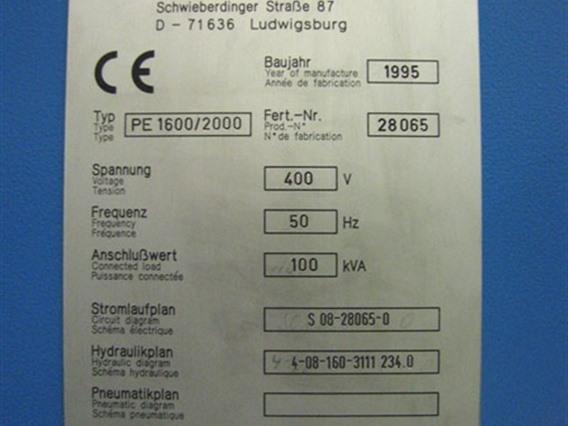 Schwieberdinger Straße 87
D - 71636 Ludwigsburg
CE
Baujahr
Year of manufacture
Année de fabrication
1995
Typ
Type
Type
PE 1600/2000
Fert.-Nr.
Prod.-N°
N° de fabrication
28065
Spannung
Voltage
Tension
400 V
Frequenz
Frequency
Fréquence
50 Hz
Anschlußwert
Connected load
Puissance connectée
100 kVA
Stromlaufplan
Circuit diagram
Schéma électrique
S 08-28065-0
Hydraulikplan
Hydraulic diagram
Schéma hydraulique
4-08-160-3111 234.0
Pneumatikplan
Pneumatic diagram
Schéma pneumatique